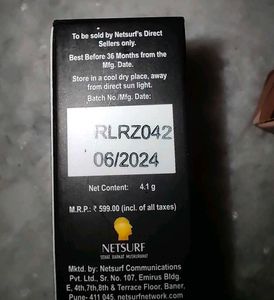 To be sold by Netsurf's Direct
Sellers only.
Best Before 36 Months from the
Mfg. Date.
Store in a cool dry place, away
from direct sun light.
Batch No./Mfg. Date:
RLRZ042
06/2024
Net Content: 4.1 g
M.R.P.: ₹ 599.00 (incl. of all taxes)
NETSURF
Mktd. by: Netsurf Communications
Pvt. Ltd., Sr. No. 107, Emirus Bldg.
E, 4th,7th,8th & Terrace Floor, Baner,
Pune- 411 045. netsurfnetwork.com